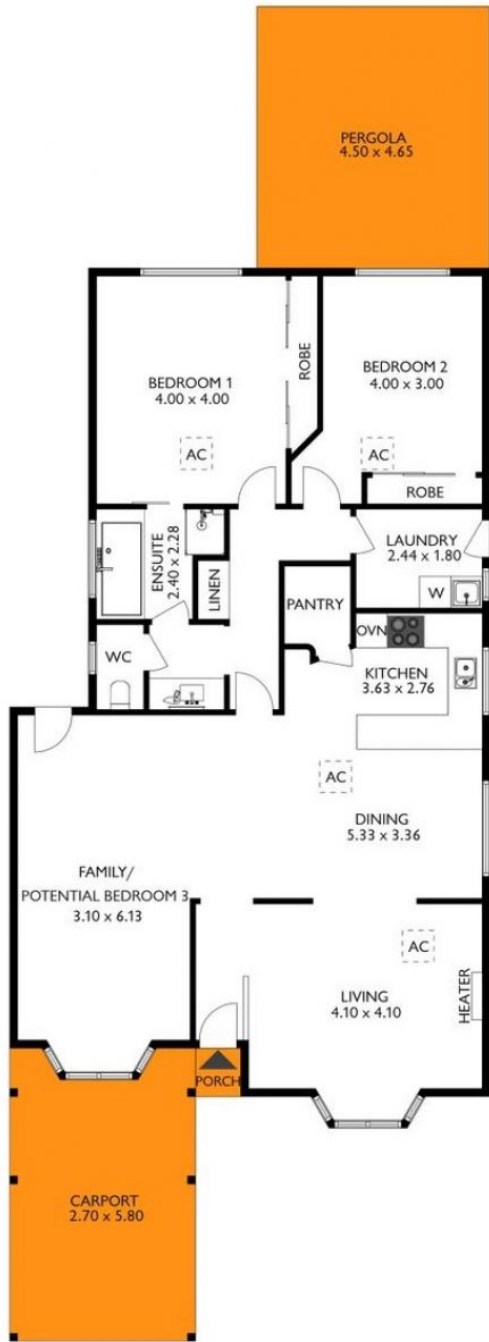 PERGOLA
4.50 x 4.65
BEDROOM 1
4.00 x 4.00
ROBE
BEDROOM 2
4.00 x 3.00
AC
AC
ROBE
ENSUITE
2.40 x 2.28
LINEN
LAUNDRY
2.44 x 1.80
W
PANTRY
OVN
WC
KITCHEN
3.63 x 2.76
AC
DINING
5.33 x 3.36
FAMILY/
POTENTIAL BEDROOM 3
3.10 x 6.13
AC
LIVING
4.10 x 4.10
HEATER
PORCH
CARPORT
2.70 x 5.80